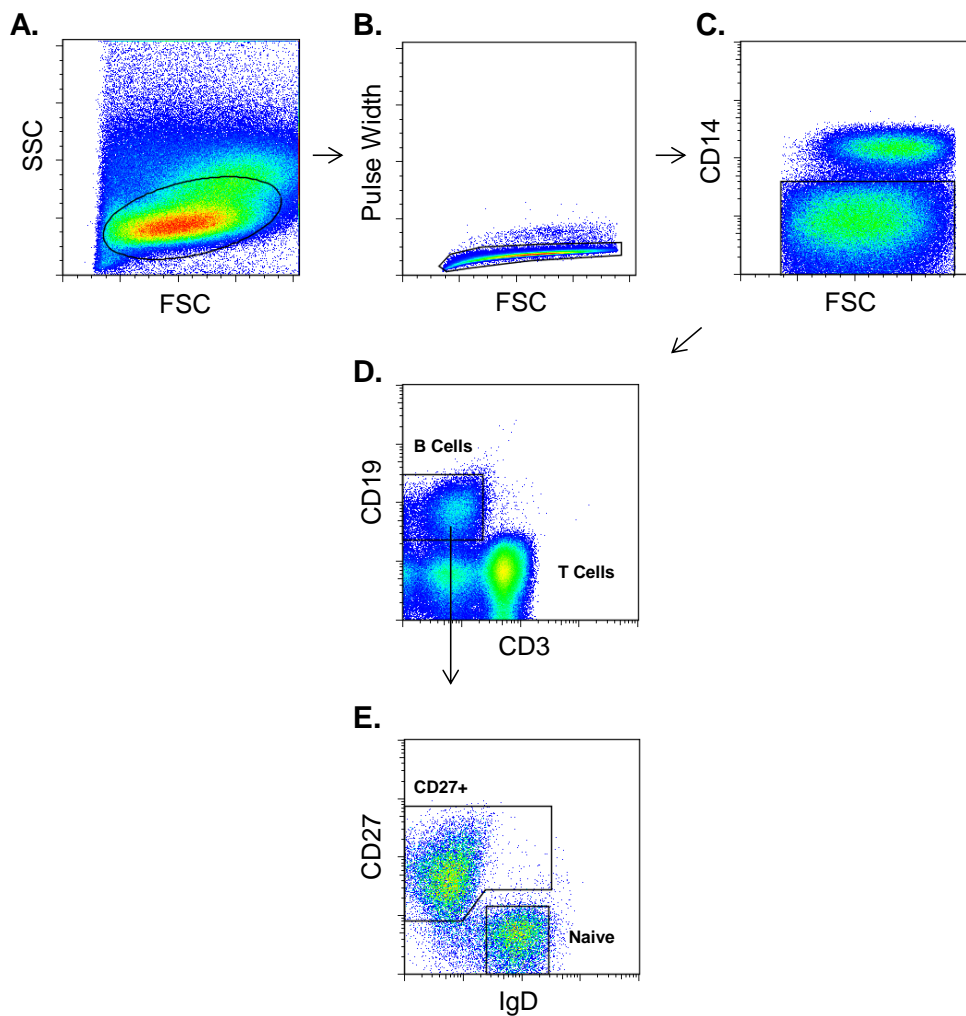 A.
B.
C.
SSC
Pulse Width
CD14
FSC
FSC
FSC
D.
B Cells
CD19
T Cells
CD3
E.
CD27+
CD27
Naive
IgD